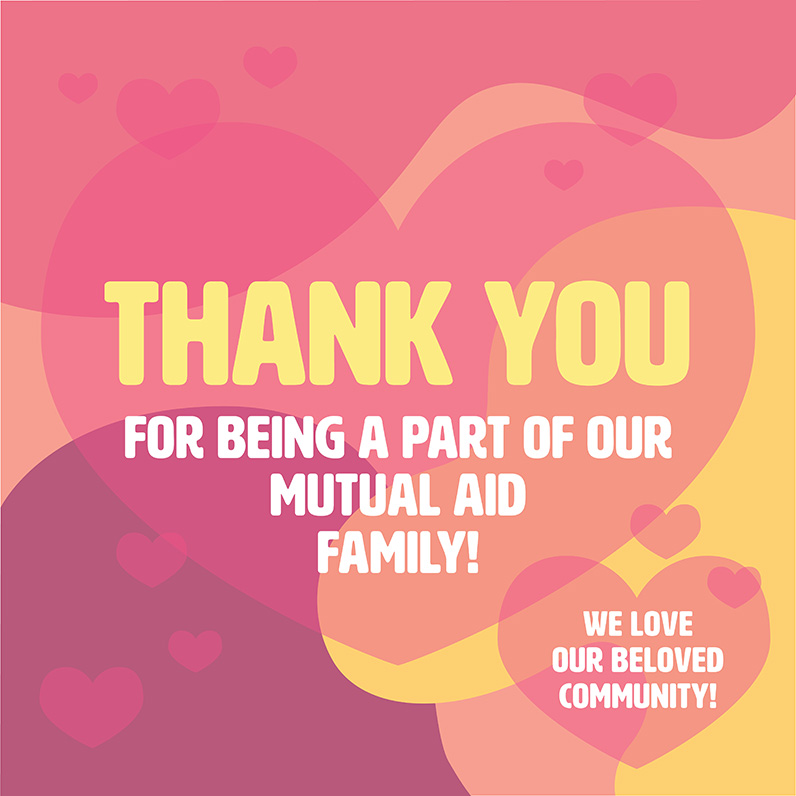 THANK YOU
FOR BEING A PART OF OUR
MUTUAL AID
FAMILY!
WE LOVE
OUR BELOVED
COMMUNITY!